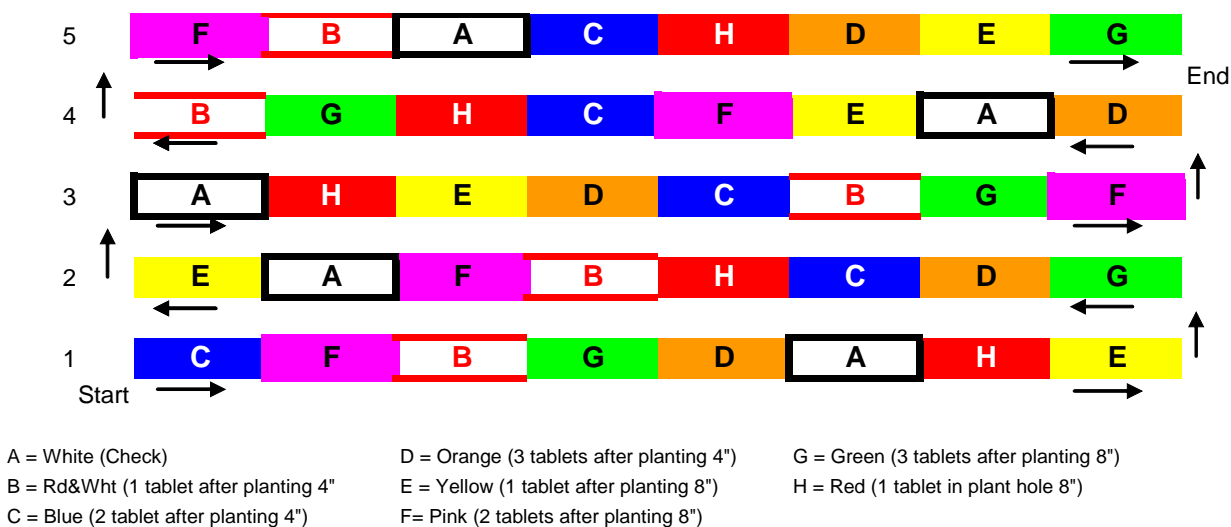 5 F B A C H D E G
End
4 B G H C F E A D
3 A H E D C B G F
2 E A F B H C D G
1 C F B G D A H E
Start
A = White (Check)
B = Rd&Wht (1 tablet after planting 4"
C = Blue (2 tablet after planting 4")
D = Orange (3 tablets after planting 4")
E = Yellow (1 tablet after planting 8")
F= Pink (2 tablets after planting 8")
G = Green (3 tablets after planting 8")
H = Red (1 tablet in plant hole 8")